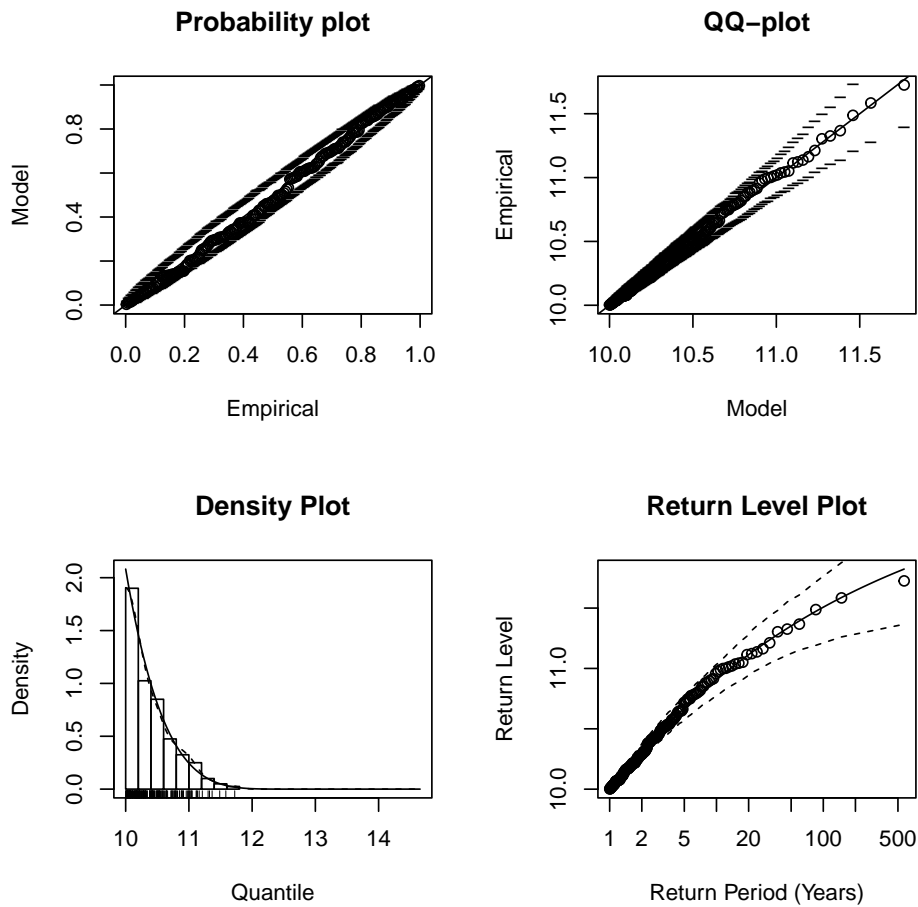 Probability plot
Model
0.0 0.4 0.8
0.0 0.2 0.4 0.6 0.8 1.0
Empirical
QQ−plot
Empirical
10.0 10.5 11.0 11.5
10.0 10.5 11.0 11.5
Model
Density Plot
Density
0.0 0.5 1.0 1.5 2.0
10 11 12 13 14
Quantile
Return Level Plot
Return Level
10.0 11.0
1 2 5 20 100 500
Return Period (Years)